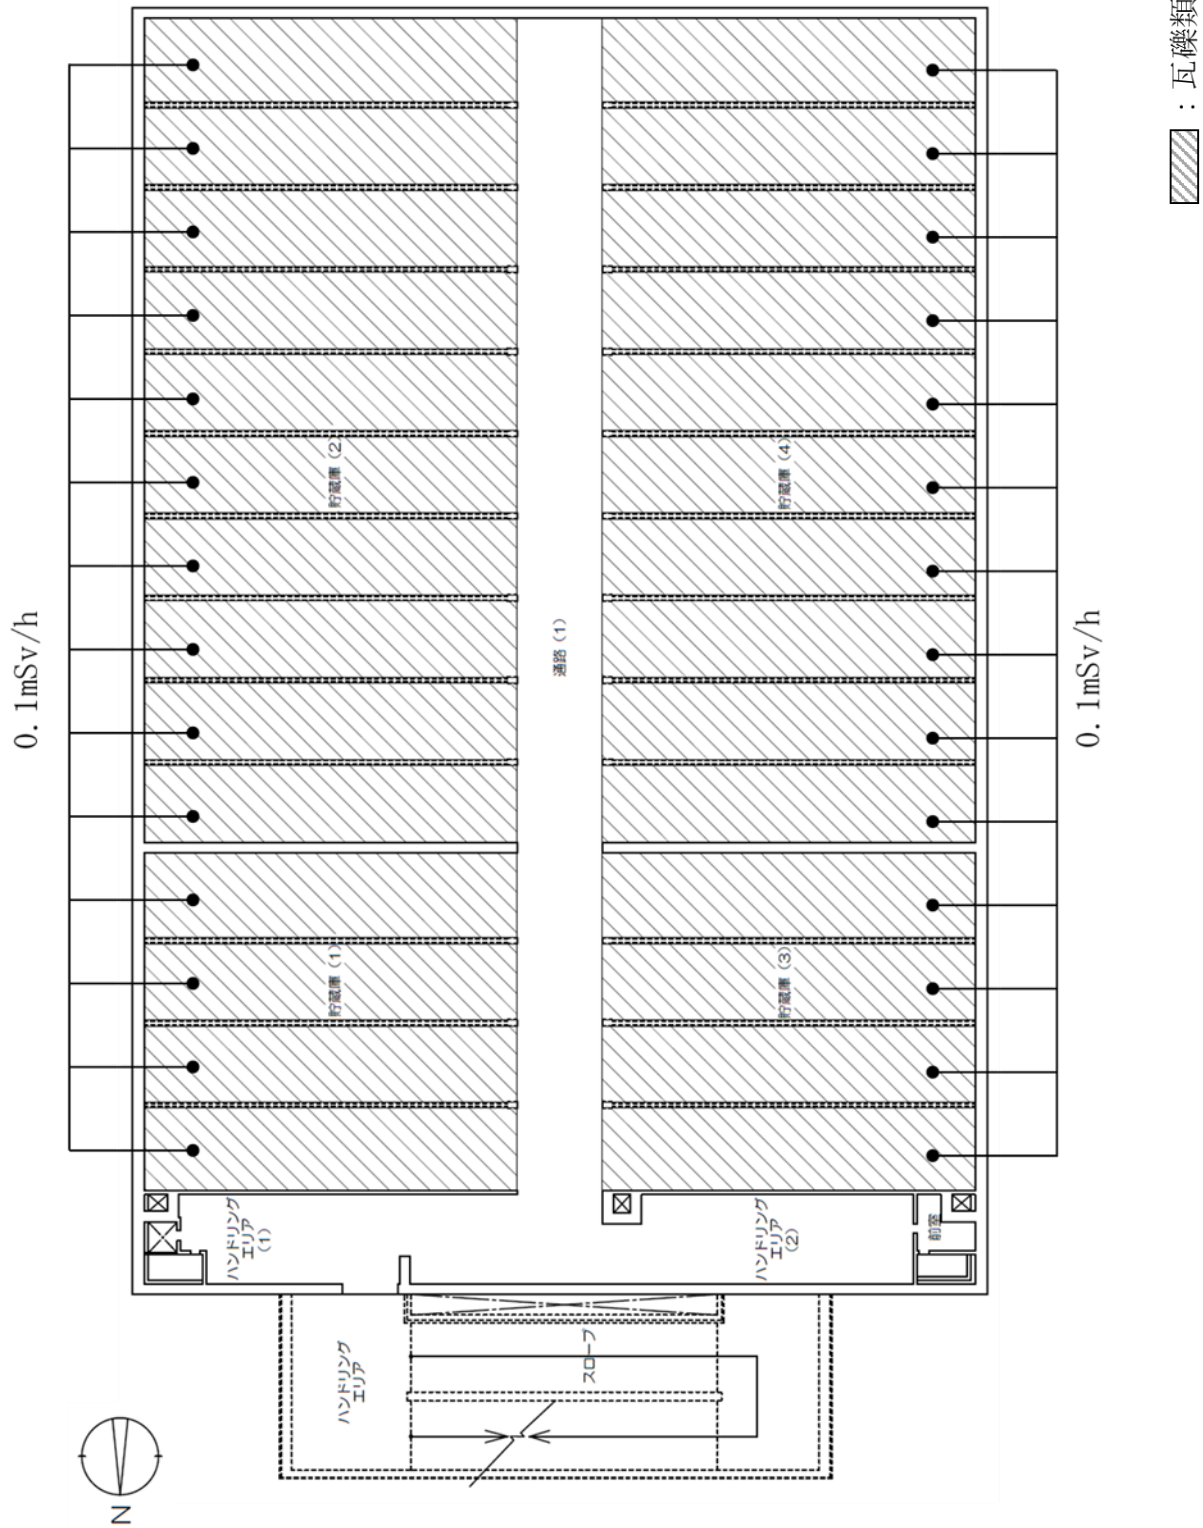 ：瓦礫類
0.1mSv/h
貯蔵庫（2）
貯蔵庫（4）
通路（1）
0.1mSv/h
貯蔵庫（1）
貯蔵庫（3）
ハンドリング
エリア
（1）
ハンドリング
エリア
（2）
前室
ハンドリング
エリア
スロープ
N